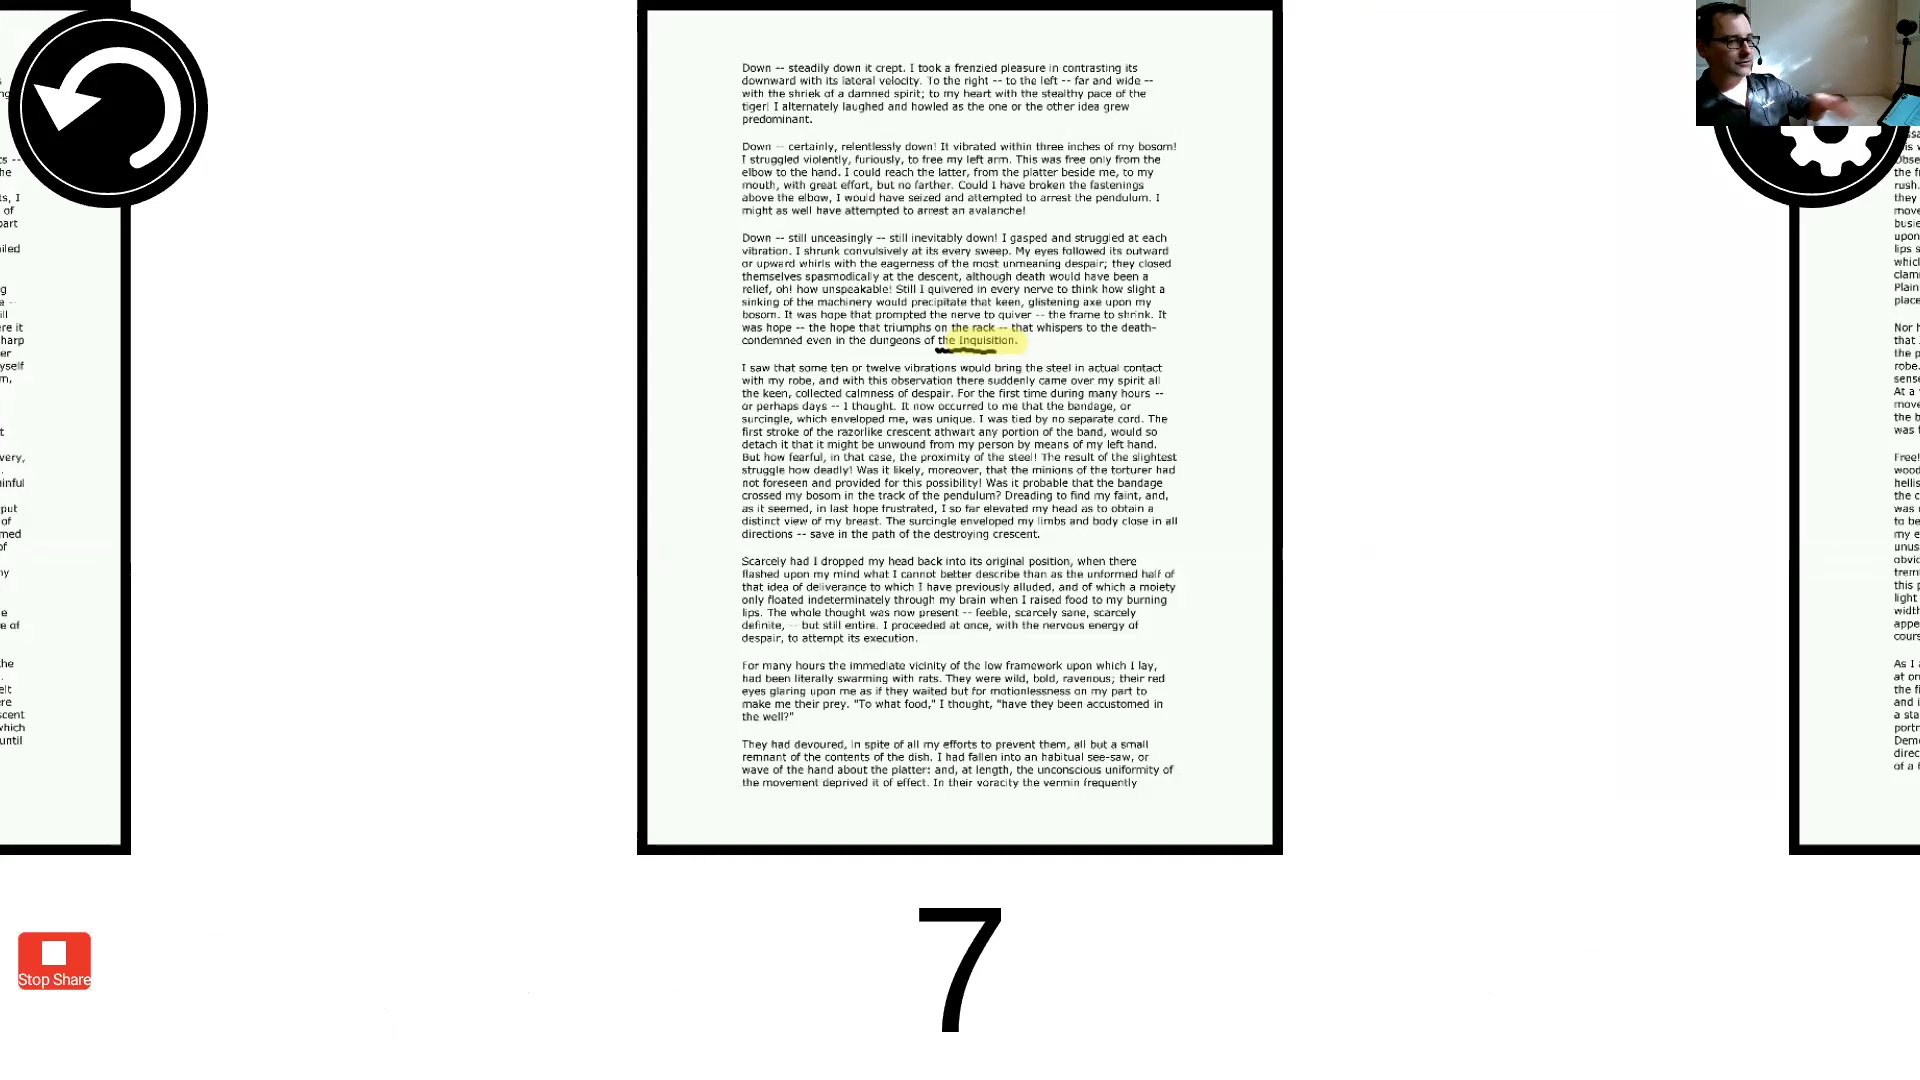 Down -- steadily down it crept. I took a frenzied pleasure in contrasting its
downward with its lateral velocity. To the right -- to the left -- far and wide --
with the shriek of a damned spirit; to my heart with the stealthy pace of the
tiger! I alternately laughed and howled as the one or the other idea grew
predominant.
Down -- certainly, relentlessly down! It vibrated within three inches of my bosom!
I struggled violently, furiously, to free my left arm. This was free only from the
elbow to the hand. I could reach the latter, from the platter beside me, to my
mouth, with great effort, but no farther. Could I have broken the fastenings
above the elbow, I would have seized and attempted to arrest the pendulum. I
might as well have attempted to arrest an avalanche!
Down -- still unceasingly -- still inevitably down! I gasped and struggled at each
vibration. I shrunk convulsively at its every sweep. My eyes followed its outward
or upward whirls with the eagerness of the most unmeaning despair; they closed
themselves spasmodically at the descent, although death would have been a
relief, oh! how unspeakable! Still I quivered in every nerve to think how slight a
sinking of the machinery would precipitate that keen, glistening axe upon my
bosom. It was hope that prompted the nerve to quiver -- the frame to shrink. It
was hope -- the hope that triumphs on the rack -- that whispers to the death-
condemned even in the dungeons of the Inquisition.
I saw that some ten or twelve vibrations would bring the steel in actual contact
with my robe, and with this observation there suddenly came over my spirit all
the keen, collected calmness of despair. For the first time during many hours --
or perhaps days -- I thought. It now occurred to me that the bandage, or
surcingle, which enveloped me, was unique. I was tied by no separate cord. The
first stroke of the razorlike crescent athwart any portion of the band, would so
detach it that it might be unwound from my person by means of my left hand.
But how fearful, in that case, the proximity of the steel! The result of the slightest
struggle how deadly! Was it likely, moreover, that the minions of the torturer had
not foreseen and provided for this possibility! Was it probable that the bandage
crossed my bosom in the track of the pendulum? Dreading to find my faint, and,
as it seemed, in last hope frustrated, I so far elevated my head as to obtain a
distinct view of my breast. The surcingle enveloped my limbs and body close in all
directions -- save in the path of the destroying crescent.
Scarcely had I dropped my head back into its original position, when there
flashed upon my mind what I cannot better describe than as the unformed half of
that idea of deliverance to which I have previously alluded, and of which a moiety
only floated indeterminately through my brain when I raised food to my burning
lips. The whole thought was now present -- feeble, scarcely sane, scarcely
definite, -- but still entire. I proceeded at once, with the nervous energy of
despair, to attempt its execution.
For many hours the immediate vicinity of the low framework upon which I lay,
had been literally swarming with rats. They were wild, bold, ravenous; their red
eyes glaring upon me as if they waited but for motionlessness on my part to
make me their prey. "To what food," I thought, "have they been accustomed in
the well?"
They had devoured, in spite of all my efforts to prevent them, all but a small
remnant of the contents of the dish. I had fallen into an habitual see-saw, or
wave of the hand about the platter: and, at length, the unconscious uniformity of
the movement deprived it of effect. In their voracity the vermin frequently
7
Stop Share